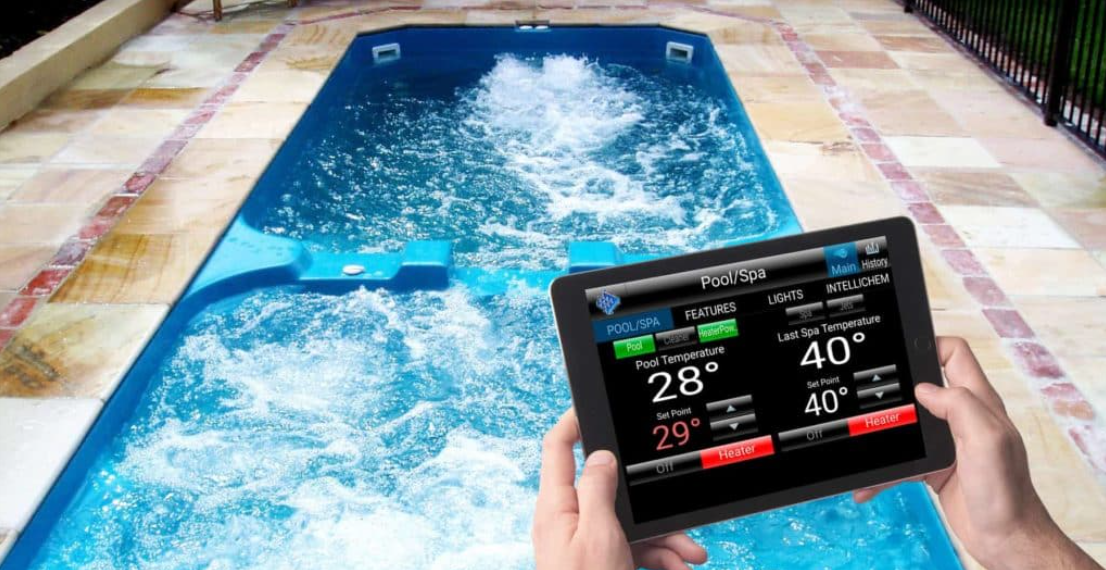 Pool/Spa
Main
History
POOL/SPA
FEATURES
LIGHTS
INTELLICHEM
Pool
Cleaner
HeaterPow..
Spa
Jets
Pool Temperature
28°
Last Spa Temperature
40°
Set Point
29°
Set Point
40°
Off
Heater
Off
Heater